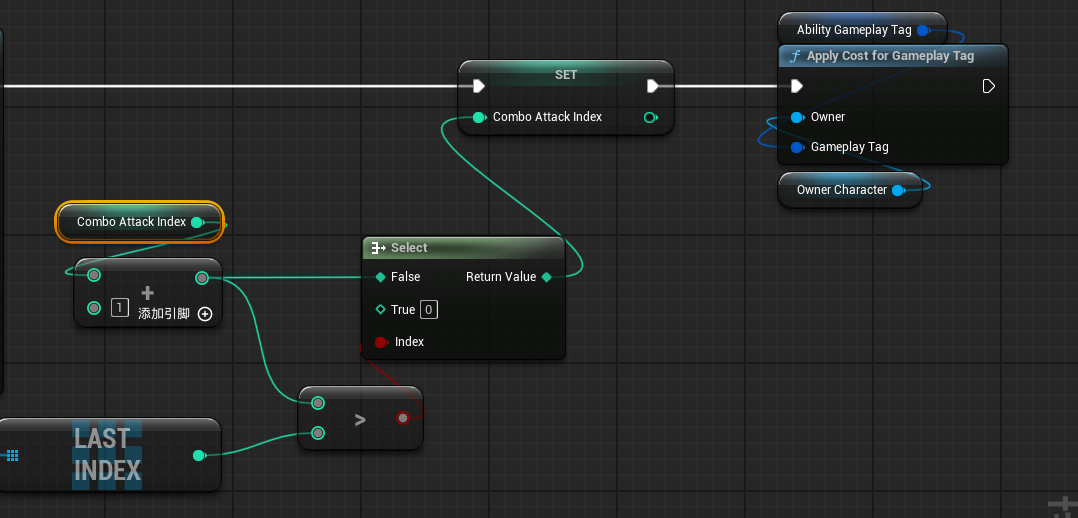 Ability Gameplay Tag
SET
f Apply Cost for Gameplay Tag
Combo Attack Index
Owner
Gameplay Tag
Owner Character
Combo Attack Index
Select
False Return Value
+
1 添加引脚
True 0
Index
>
LAST
INDEX